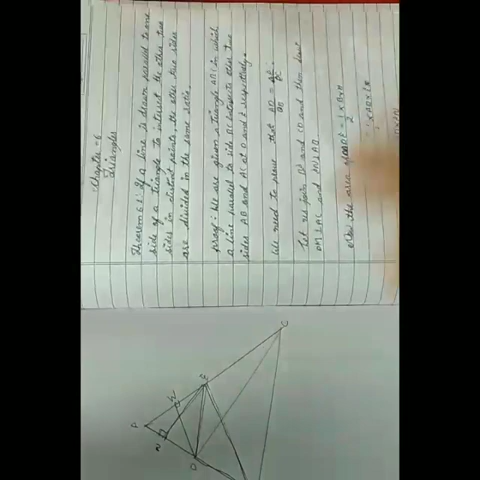 Chapter - 6
Triangles
Theorem 6.1: If a line is drawn parallel to one
side of a triangle to intersect the other two
sides in distinct points, the other two sides
are divided in the same ratio.
Proof: We are given a triangle ABC in which
a line parallel to side BC intersects other two
sides AB and AC at D and E respectively.
We need to prove that AD/DB = AE/EC.
Let us join BE and CD and then draw
DM ⊥ AC and EN ⊥ AB.
Now the area of ADE = 1/2 × B × H
N
M
D
E
C